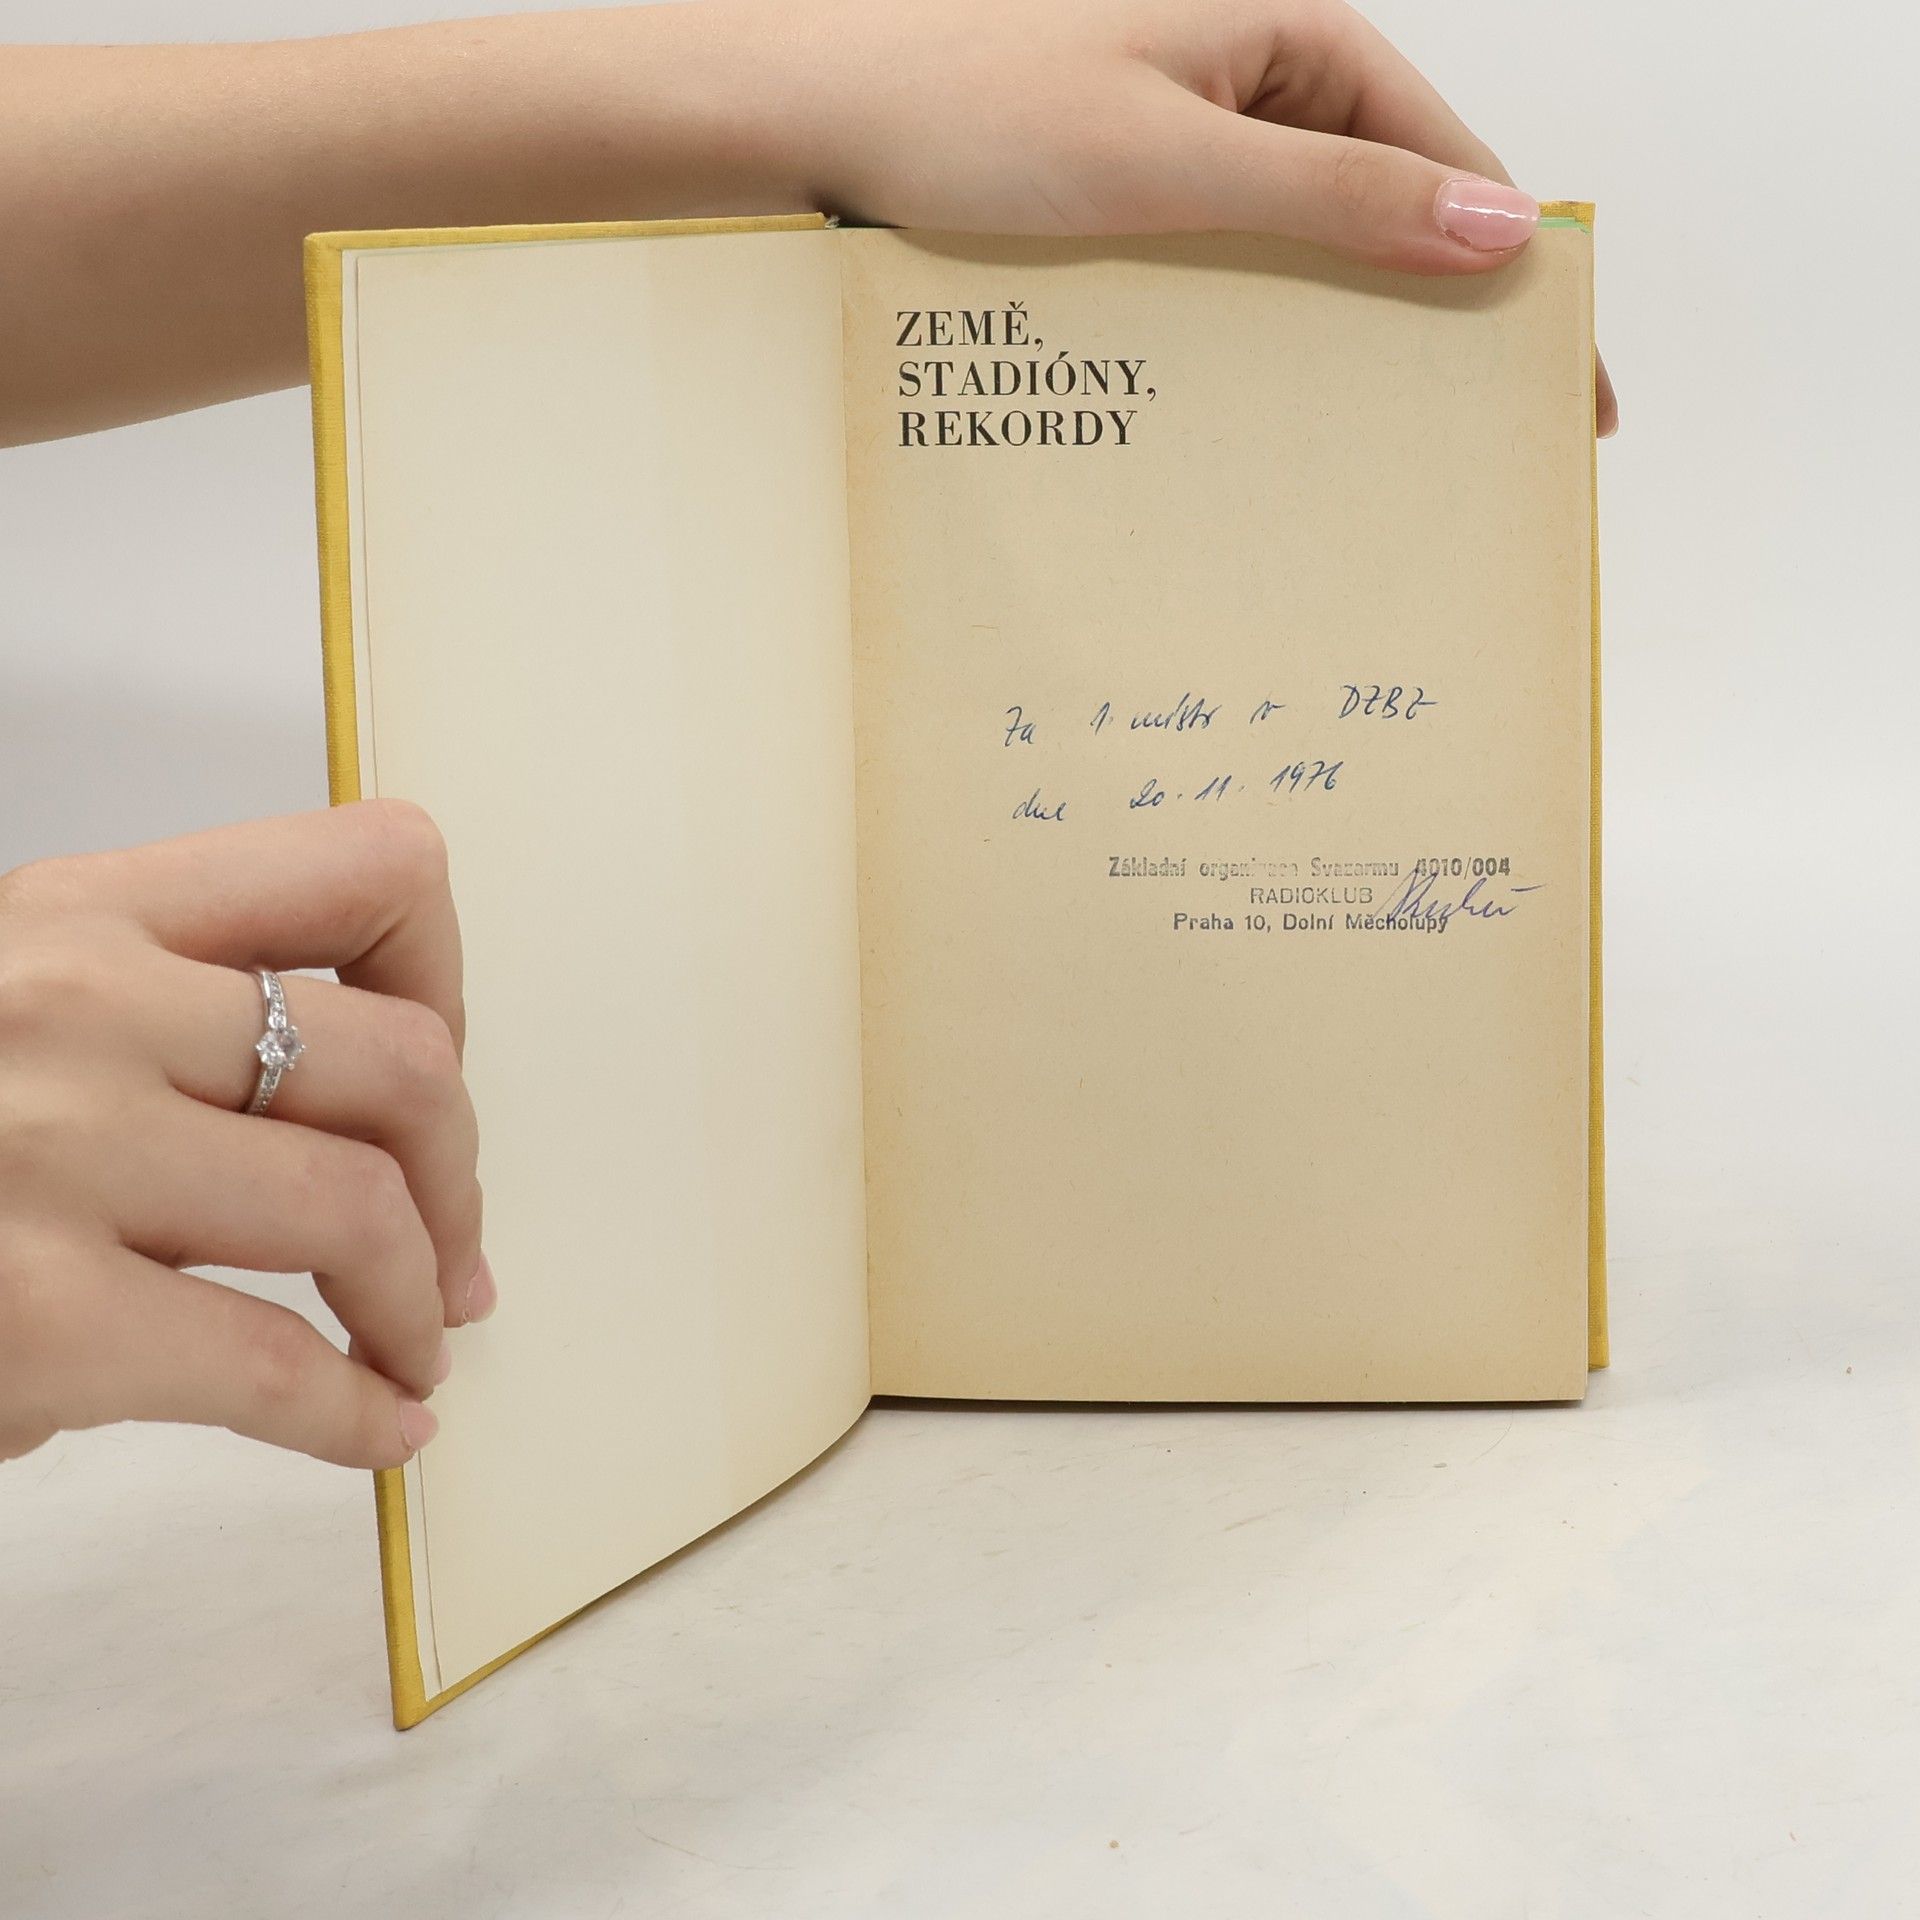 ZEMĚ,
STADIÓNY,
REKORDY
Za 1. místo v DZBZ
dne 20. 11. 1976
Základní organizace Svazarmu 4010/004
RADIOKLUB
Praha 10, Dolní Měcholupy